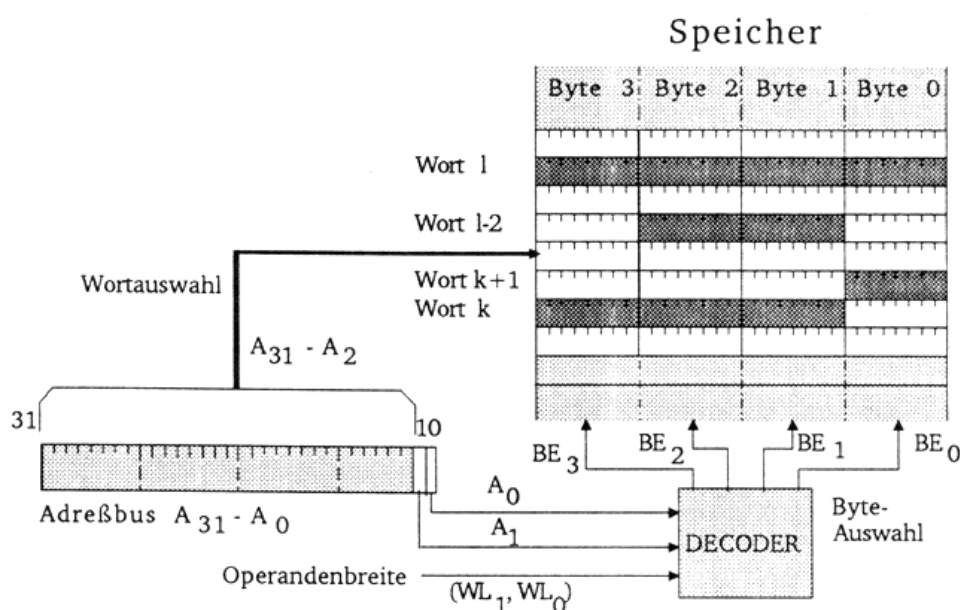 Speicher
Byte 3 Byte 2 Byte 1 Byte 0
Wort l
Wort l-2
Wort k+1
Wort k
Wortauswahl
A31 - A2
31
10
BE3 BE2 BE1 BE0
Adreßbus A31 - A0
A0
A1
DECODER
Byte-
Auswahl
Operandenbreite
(WL1, WL0)